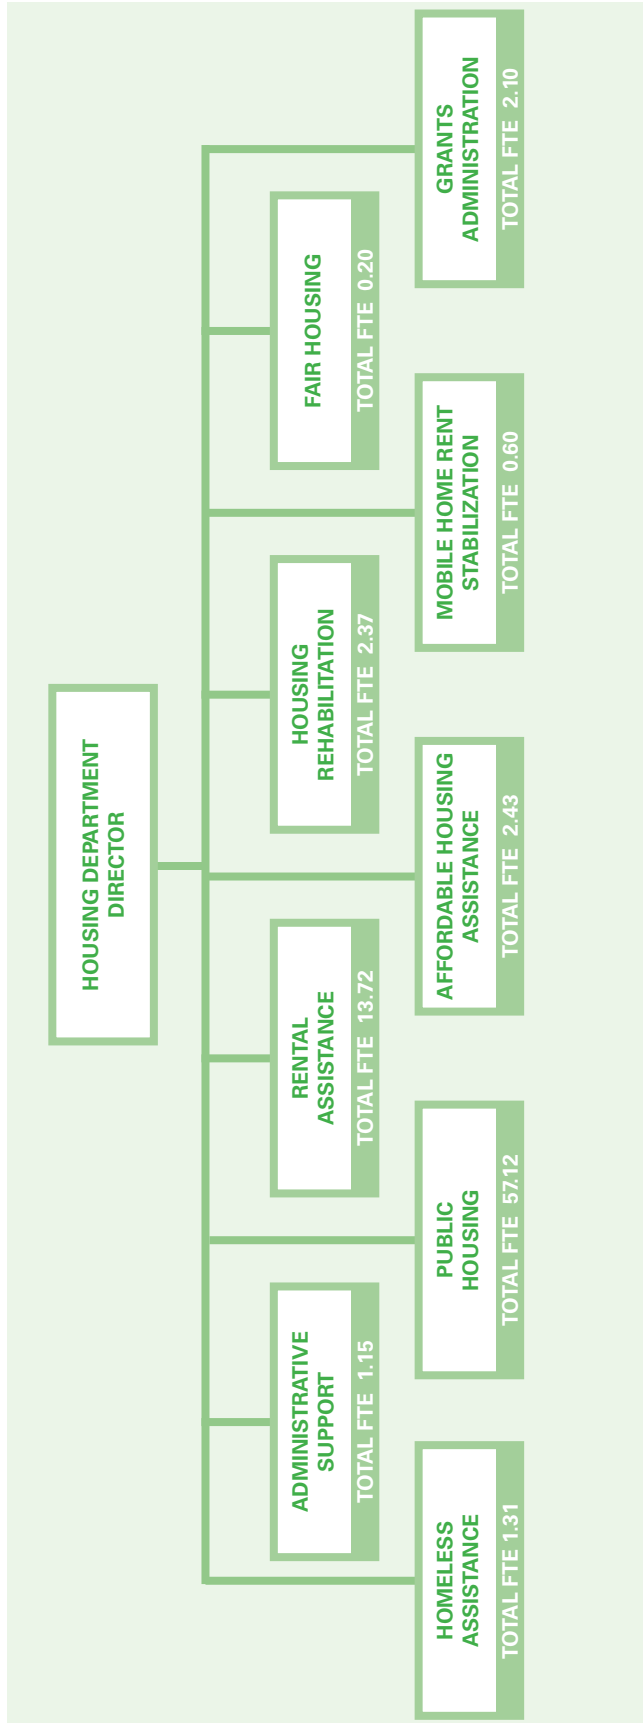 HOUSING DEPARTMENT
DIRECTOR
ADMINISTRATIVE
SUPPORT
TOTAL FTE 1.15
RENTAL
ASSISTANCE
TOTAL FTE 13.72
HOUSING
REHABILITATION
TOTAL FTE 2.37
FAIR HOUSING
TOTAL FTE 0.20
HOMELESS
ASSISTANCE
TOTAL FTE 1.31
PUBLIC
HOUSING
TOTAL FTE 57.12
AFFORDABLE HOUSING
ASSISTANCE
TOTAL FTE 2.43
MOBILE HOME RENT
STABILIZATION
TOTAL FTE 0.60
GRANTS
ADMINISTRATION
TOTAL FTE 2.10